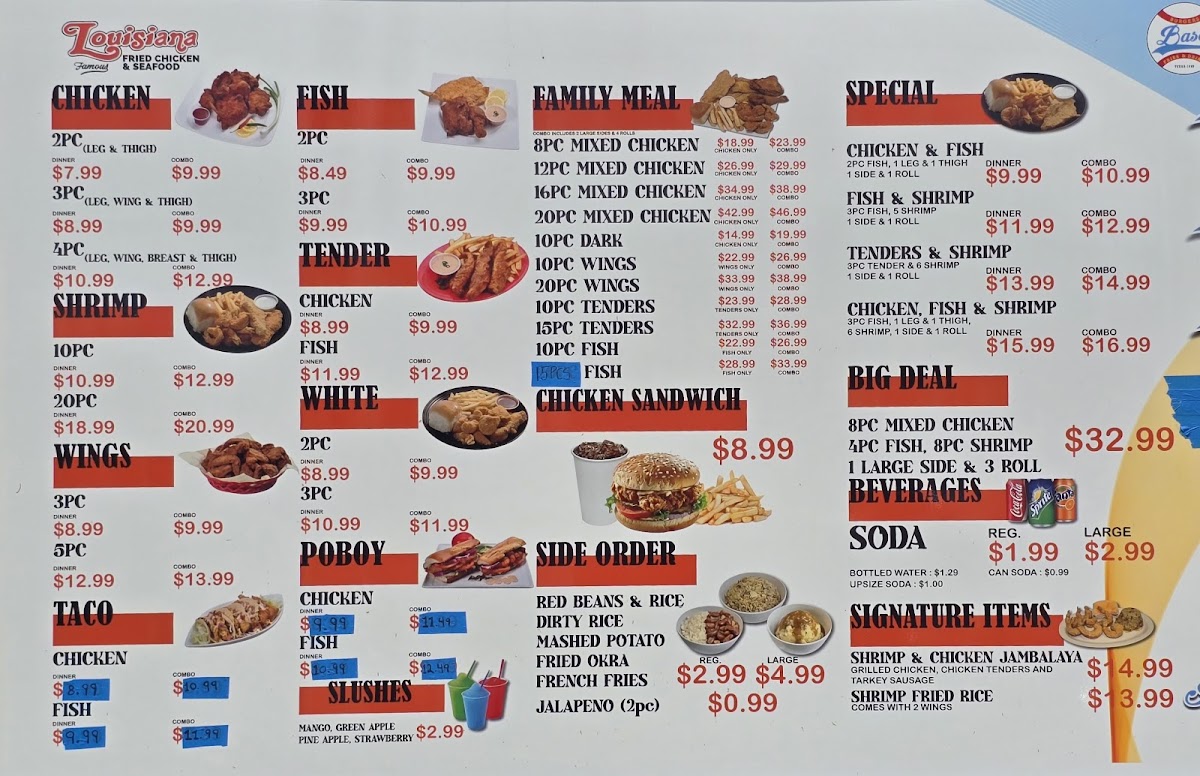 Louisiana
Famous FRIED CHICKEN
& SEAFOOD
CHICKEN
2PC (LEG & THIGH)
DINNER COMBO
$7.99 $9.99
3PC (LEG, WING & THIGH)
DINNER COMBO
$8.99 $9.99
4PC (LEG, WING, BREAST & THIGH)
DINNER COMBO
$10.99 $12.99
SHRIMP
10PC
DINNER COMBO
$10.99 $12.99
20PC
DINNER COMBO
$18.99 $20.99
WINGS
3PC
DINNER COMBO
$8.99 $9.99
5PC
DINNER COMBO
$12.99 $13.99
TACO
CHICKEN
DINNER COMBO
$8.99 $10.99
FISH
DINNER COMBO
$9.99 $11.99
FISH
2PC
DINNER COMBO
$8.49 $9.99
3PC
DINNER COMBO
$9.99 $10.99
TENDER
CHICKEN
DINNER COMBO
$8.99 $9.99
FISH
DINNER COMBO
$11.99 $12.99
WHITE
2PC
DINNER COMBO
$8.99 $9.99
3PC
DINNER COMBO
$10.99 $11.99
POBOY
CHICKEN
DINNER COMBO
$9.99 $11.49
FISH
DINNER COMBO
$10.99 $12.49
SLUSHES
MANGO, GREEN APPLE
PINE APPLE, STRAWBERRY $2.99
FAMILY MEAL
COMBO INCLUDES 2 LARGE SIDES & 4 ROLLS
8PC MIXED CHICKEN $18.99 $23.99
CHICKEN ONLY COMBO
12PC MIXED CHICKEN $26.99 $29.99
CHICKEN ONLY COMBO
16PC MIXED CHICKEN $34.99 $38.99
CHICKEN ONLY COMBO
20PC MIXED CHICKEN $42.99 $46.99
CHICKEN ONLY COMBO
10PC DARK $14.99 $19.99
CHICKEN ONLY COMBO
10PC WINGS $22.99 $26.99
WINGS ONLY COMBO
20PC WINGS $33.99 $38.99
WINGS ONLY COMBO
10PC TENDERS $23.99 $28.99
TENDERS ONLY COMBO
15PC TENDERS $32.99 $36.99
TENDERS ONLY COMBO
10PC FISH $22.99 $26.99
FISH ONLY COMBO
15PCS FISH $28.99 $33.99
FISH ONLY COMBO
CHICKEN SANDWICH
$8.99
SIDE ORDER
RED BEANS & RICE
DIRTY RICE
MASHED POTATO
FRIED OKRA
FRENCH FRIES
REG. LARGE
$2.99 $4.99
JALAPENO (2pc) $0.99
SPECIAL
CHICKEN & FISH
2PC FISH, 1 LEG & 1 THIGH
1 SIDE & 1 ROLL
DINNER COMBO
$9.99 $10.99
FISH & SHRIMP
3PC FISH, 5 SHRIMP
1 SIDE & 1 ROLL
DINNER COMBO
$11.99 $12.99
TENDERS & SHRIMP
3PC TENDER & 6 SHRIMP
1 SIDE & 1 ROLL
DINNER COMBO
$13.99 $14.99
CHICKEN, FISH & SHRIMP
3PC FISH, 1 LEG & 1 THIGH,
6 SHRIMP, 1 SIDE & 1 ROLL
DINNER COMBO
$15.99 $16.99
BIG DEAL
8PC MIXED CHICKEN
4PC FISH, 8PC SHRIMP
1 LARGE SIDE & 3 ROLL
$32.99
BEVERAGES
Coca-Cola Sprite
SODA
REG. LARGE
$1.99 $2.99
BOTTLED WATER : $1.29 CAN SODA : $0.99
UPSIZE SODA : $1.00
SIGNATURE ITEMS
SHRIMP & CHICKEN JAMBALAYA $14.99
GRILLED CHICKEN, CHICKEN TENDERS AND
TARKEY SAUSAGE
SHRIMP FRIED RICE $13.99
COMES WITH 2 WINGS